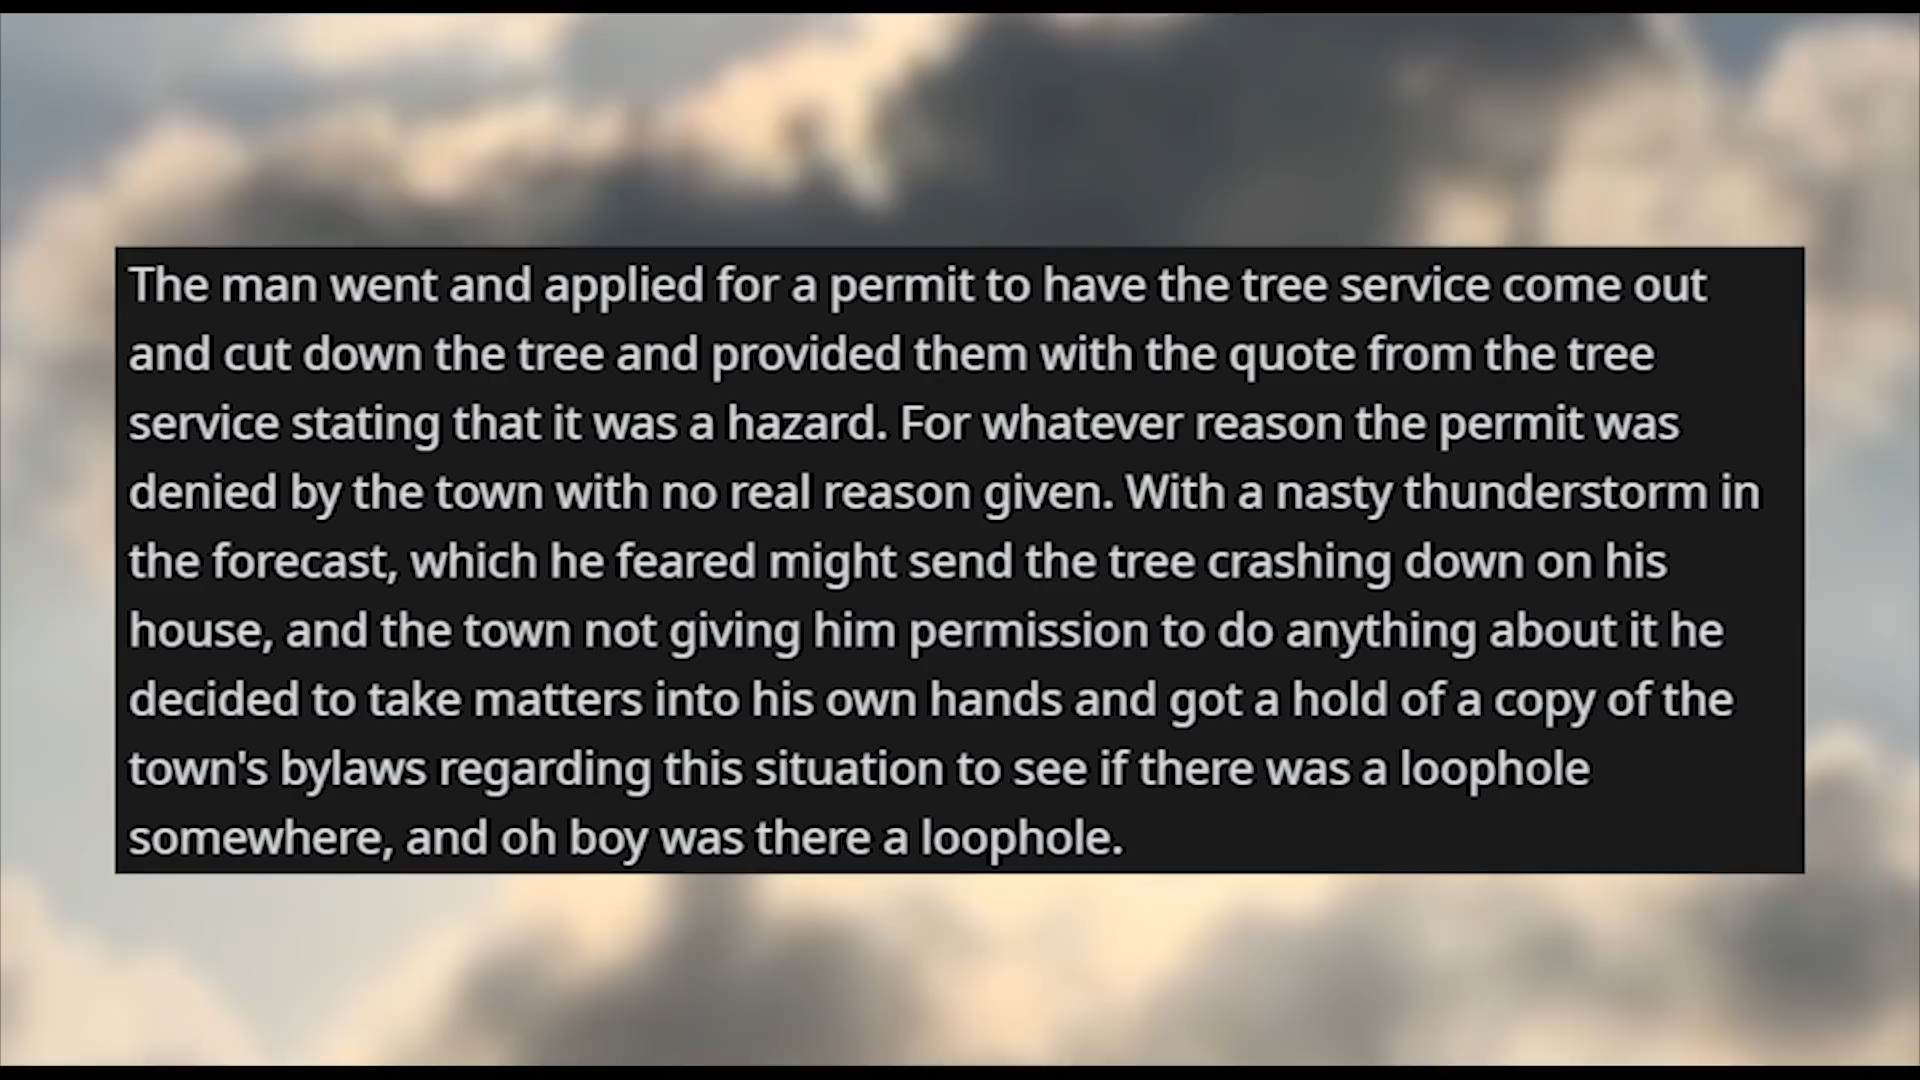 The man went and applied for a permit to have the tree service come out
and cut down the tree and provided them with the quote from the tree
service stating that it was a hazard. For whatever reason the permit was
denied by the town with no real reason given. With a nasty thunderstorm in
the forecast, which he feared might send the tree crashing down on his
house, and the town not giving him permission to do anything about it he
decided to take matters into his own hands and got a hold of a copy of the
town's bylaws regarding this situation to see if there was a loophole
somewhere, and oh boy was there a loophole.